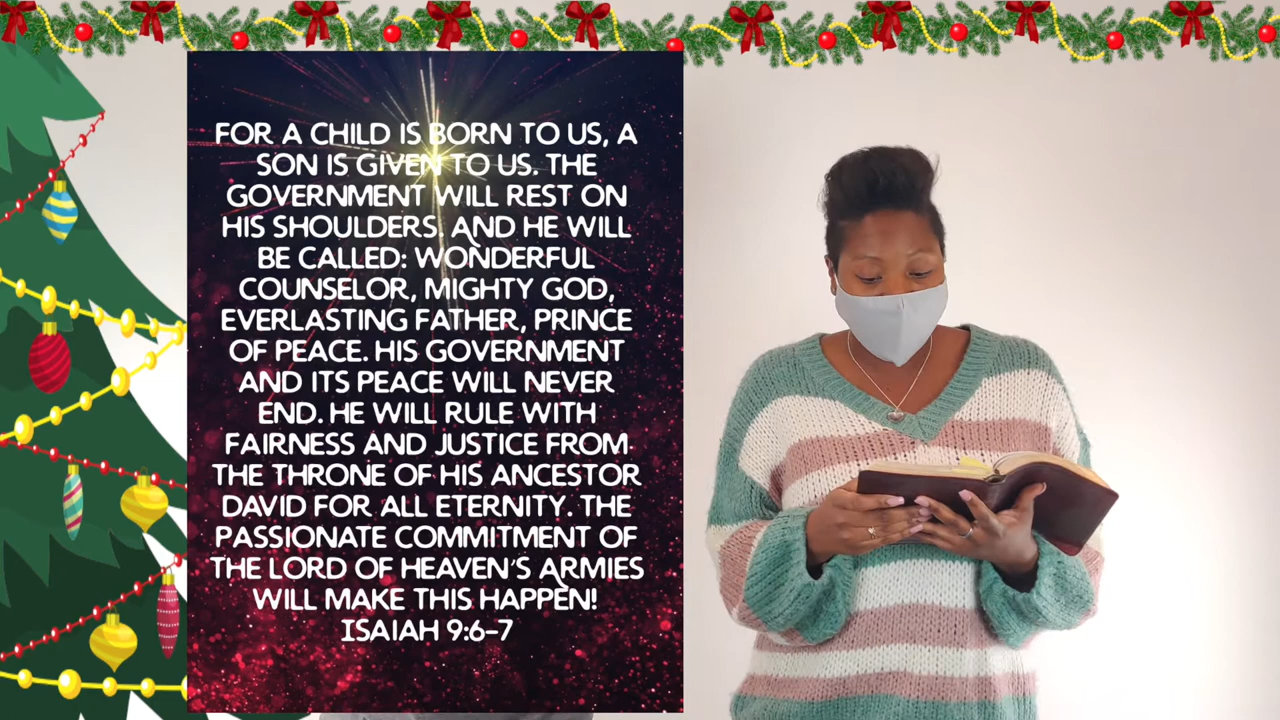 FOR A CHILD IS BORN TO US, A
SON IS GIVEN TO US. THE
GOVERNMENT WILL REST ON
HIS SHOULDERS. AND HE WILL
BE CALLED: WONDERFUL
COUNSELOR, MIGHTY GOD,
EVERLASTING FATHER, PRINCE
OF PEACE. HIS GOVERNMENT
AND ITS PEACE WILL NEVER
END. HE WILL RULE WITH
FAIRNESS AND JUSTICE FROM
THE THRONE OF HIS ANCESTOR
DAVID FOR ALL ETERNITY. THE
PASSIONATE COMMITMENT OF
THE LORD OF HEAVEN'S ARMIES
WILL MAKE THIS HAPPEN!
ISAIAH 9:6-7